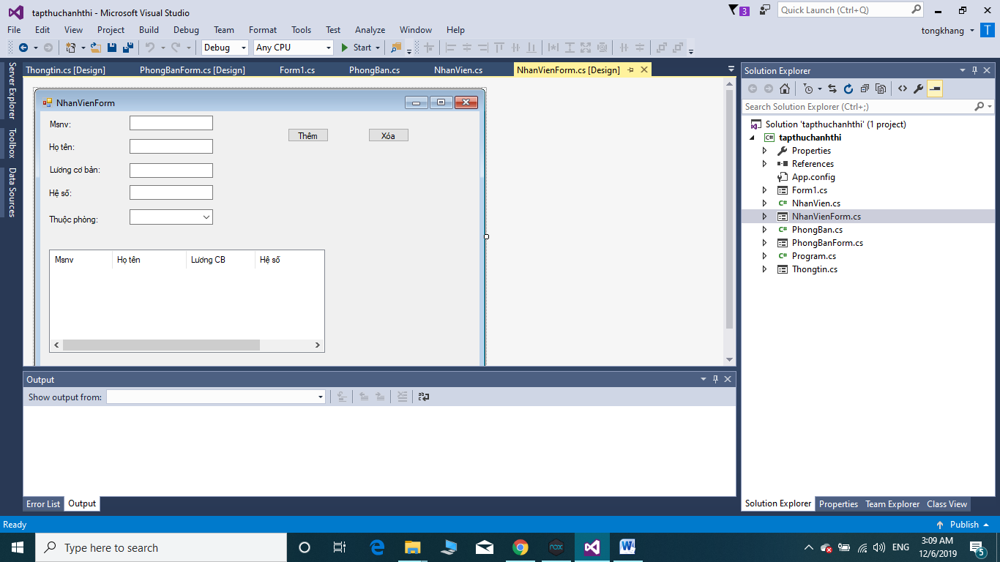 tapthuchanhthi - Microsoft Visual Studio
3
Quick Launch (Ctrl+Q)
File Edit View Project Build Debug Team Format Tools Test Analyze Window Help
tongkhang T
Debug Any CPU Start
Server Explorer
Toolbox
Data Sources
Thongtin.cs [Design] PhongBanForm.cs [Design] Form1.cs PhongBan.cs NhanVien.cs NhanVienForm.cs [Design]
NhanVienForm
Msnv:
Thêm Xóa
Họ tên:
Lương cơ bản:
Hệ số:
Thuộc phòng:
Msnv Họ tên Lương CB Hệ số
Output
Show output from:
Error List Output
Solution Explorer
Search Solution Explorer (Ctrl+;)
Solution 'tapthuchanhthi' (1 project)
C# tapthuchanhthi
Properties
References
App.config
Form1.cs
C# NhanVien.cs
NhanVienForm.cs
C# PhongBan.cs
PhongBanForm.cs
C# Program.cs
Thongtin.cs
Solution Explorer Properties Team Explorer Class View
Ready
Publish
Type here to search
nox
ENG
3:09 AM
12/6/2019
5